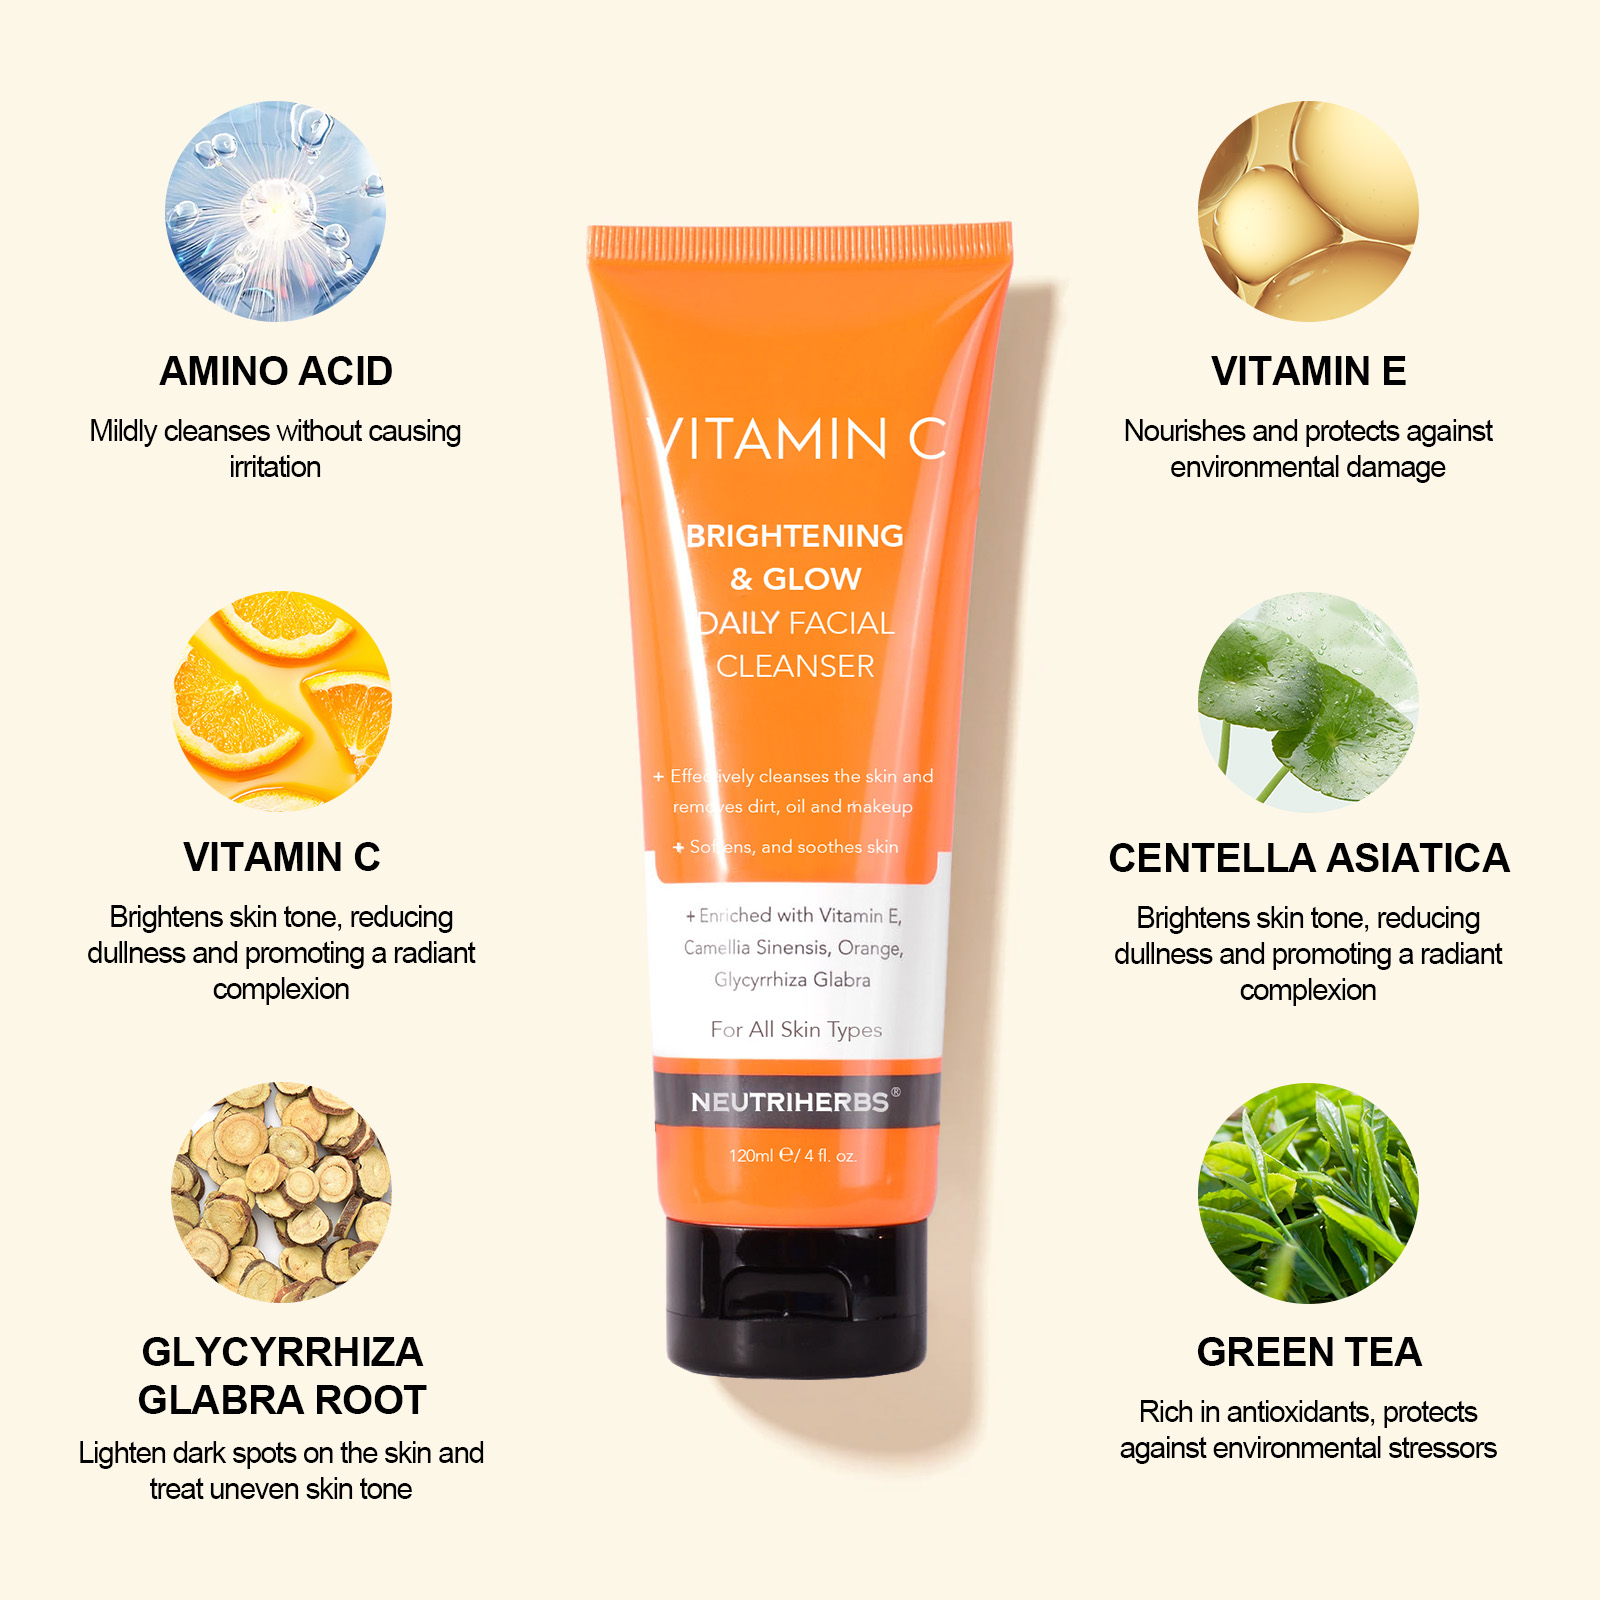 AMINO ACID
Mildly cleanses without causing
irritation
VITAMIN C
Brightens skin tone, reducing
dullness and promoting a radiant
complexion
GLYCYRRHIZA
GLABRA ROOT
Lighten dark spots on the skin and
treat uneven skin tone
VITAMIN C
BRIGHTENING
& GLOW
DAILY FACIAL
CLEANSER
+ Effectively cleanses the skin and
removes dirt, oil and makeup
+ Softens, and soothes skin
+ Enriched with Vitamin E,
Camellia Sinensis, Orange,
Glycyrrhiza Glabra
For All Skin Types
NEUTRIHERBS®
120ml ℮/ 4 fl. oz.
VITAMIN E
Nourishes and protects against
environmental damage
CENTELLA ASIATICA
Brightens skin tone, reducing
dullness and promoting a radiant
complexion
GREEN TEA
Rich in antioxidants, protects
against environmental stressors